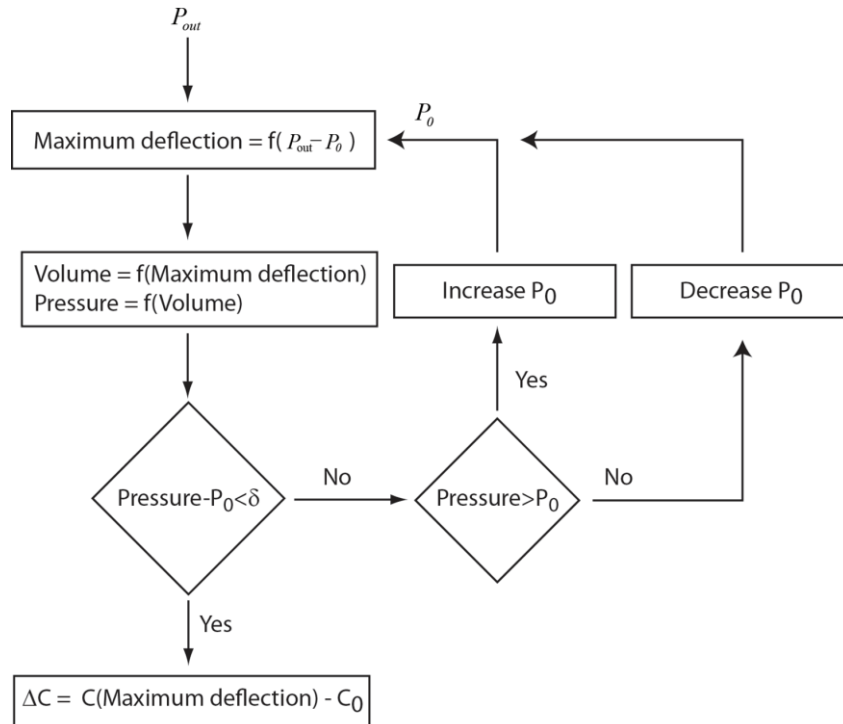 P_out
P_0
Maximum deflection = f( P_out – P_0 )
Volume = f(Maximum deflection)
Pressure = f(Volume)
Increase P_0
Decrease P_0
Yes
Pressure-P_0<δ
No
Pressure>P_0
No
Yes
ΔC = C(Maximum deflection) - C_0